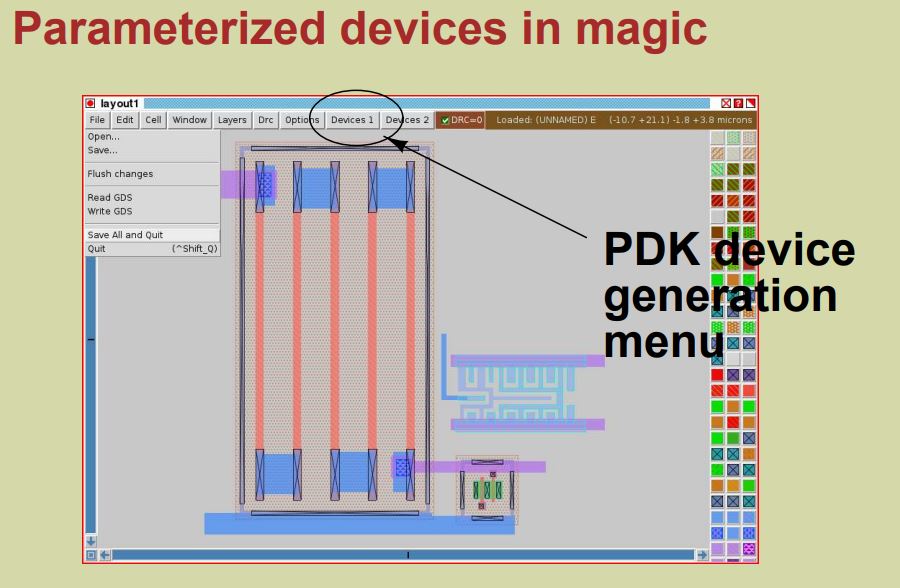 Parameterized devices in magic
layout1
File Edit Cell Window Layers Drc Options Devices 1 Devices 2 DRC=0 Loaded: (UNNAMED) E (-10.7 +21.1) -1.8 +3.8 microns
Open...
Save...
Flush changes
Read GDS
Write GDS
Save All and Quit
Quit (^Shift_Q)
PDK device
generation
menu